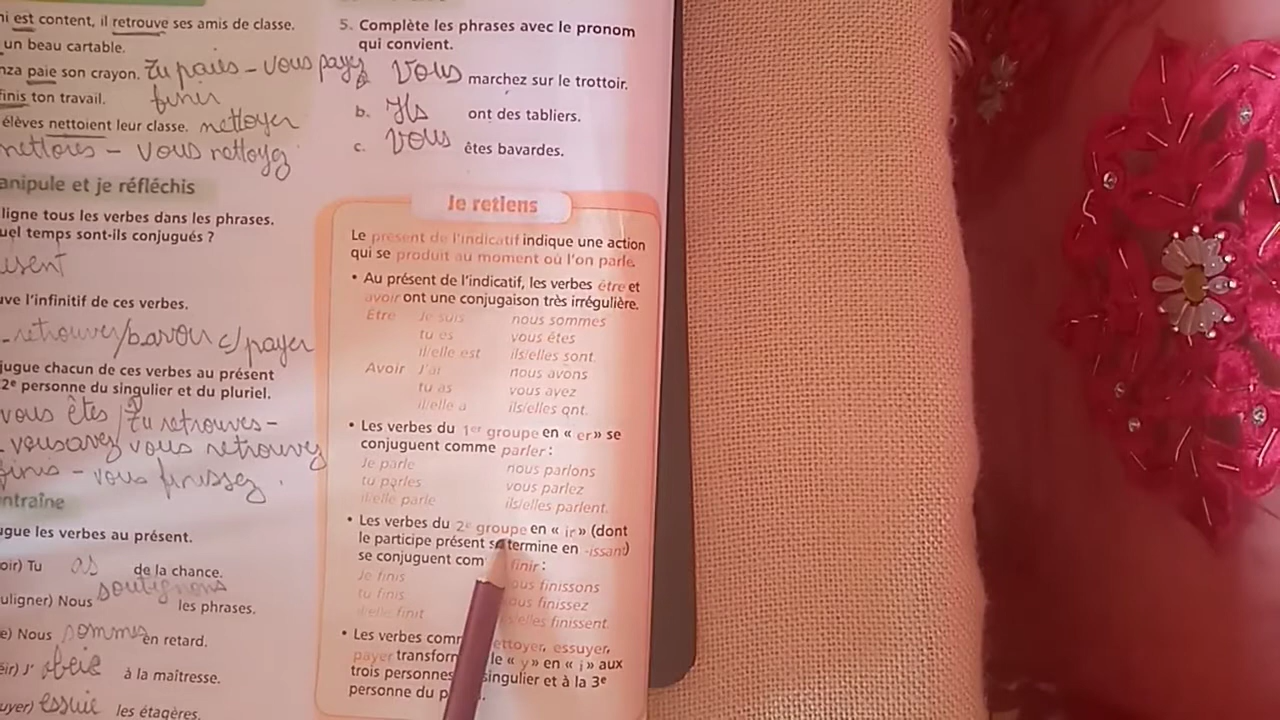 est content, il retrouve ses amis de classe.
un beau cartable.
paie son crayon. Tu paies - vous payez
finis ton travail. finir
élèves nettoient leur classe. nettoyer
- vous nettoyez
anipule et je réfléchis
ligne tous les verbes dans les phrases.
uel temps sont-ils conjugués ?
ésent
uve l'infinitif de ces verbes.
- retrouver/b.avoir c/payer
jugue chacun de ces verbes au présent
2e personne du singulier et du pluriel.
vous êtes / Tu retrouves -
vous avez / vous retrouvez
finis - vous finissez.
ntraîne
ugue les verbes au présent.
oir) Tu as de la chance.
uligner) Nous soulignons les phrases.
e) Nous sommes en retard.
éir) J' obéie à la maîtresse.
uyer) essuie les étagères.
5. Complète les phrases avec le pronom
qui convient.
Vous marchez sur le trottoir.
b. Ils ont des tabliers.
c. Vous êtes bavardes.
Je retiens
Le présent de l'indicatif indique une action
qui se produit au moment où l'on parle.
• Au présent de l'indicatif, les verbes être et
avoir ont une conjugaison très irrégulière.
Être Je suis nous sommes
tu es vous êtes
il/elle est ils/elles sont
Avoir J'ai nous avons
tu as vous avez
il/elle a ils/elles ont.
• Les verbes du 1er groupe en « er » se
conjuguent comme parler :
Je parle nous parlons
tu parles vous parlez
il/elle parle ils/elles parlent.
• Les verbes du 2e groupe en « ir » (dont
le participe présent se termine en -issant)
se conjuguent com finir :
Je finis ous finissons
tu finis ous finissez
il/elle finit s elles finissent.
• Les verbes comm ettoyer, essuyer,
payer transform le « y » en « i » aux
trois personnes singulier et à la 3e
personne du p